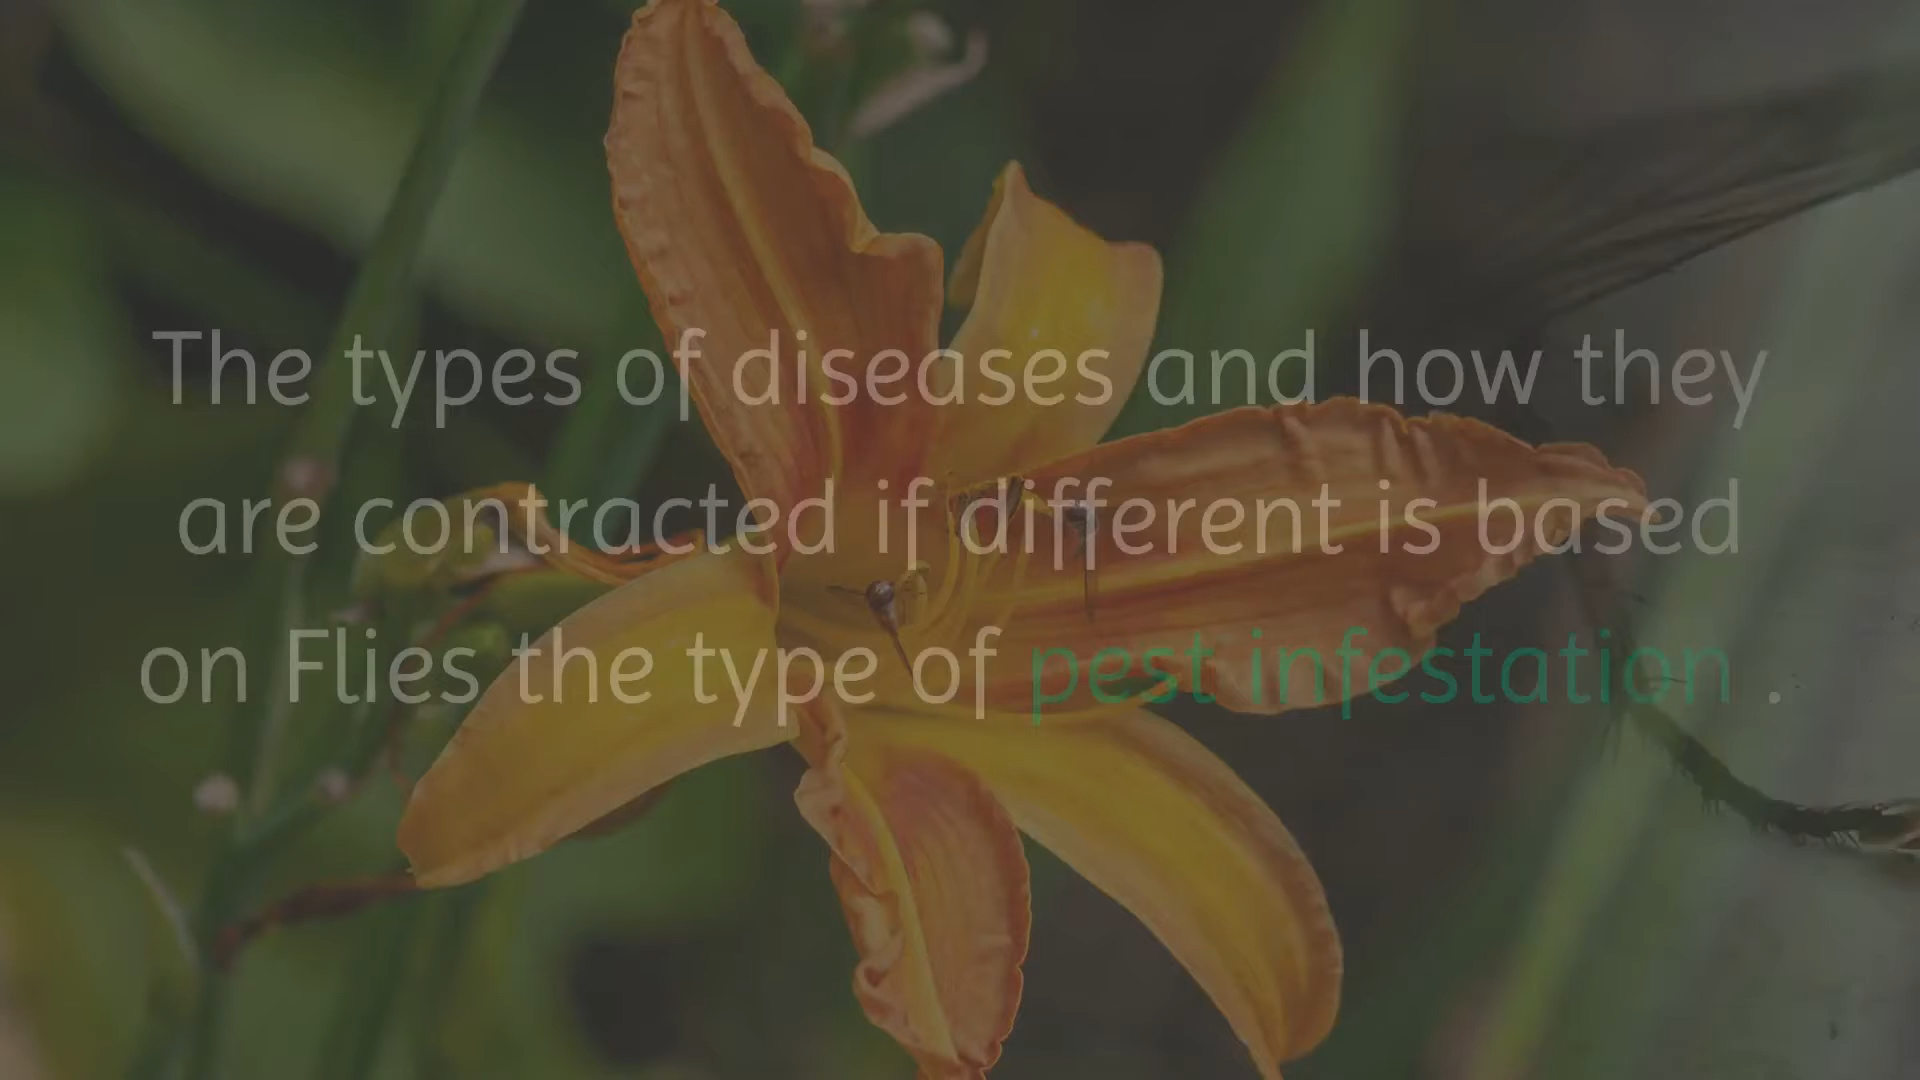 The types of diseases and how they
are contracted if different is based
on Flies the type of pest infestation .